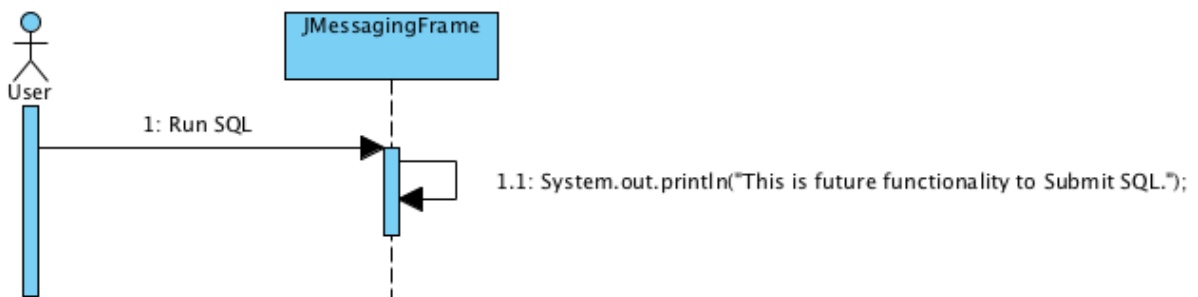 JMessagingFrame
User
1: Run SQL
1.1: System.out.println("This is future functionality to Submit SQL.");